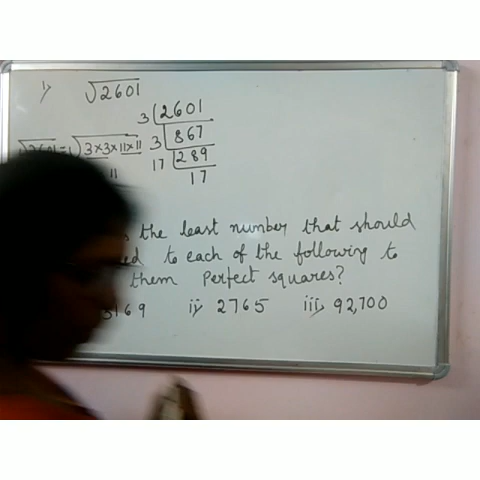 i) √2601
3 | 2601
3 | 867
17 | 289
17
√2601 = √3×3×11×11
11
the least number that should
to each of the following to
them perfect squares?
3169 ii) 2765 iii) 92,700